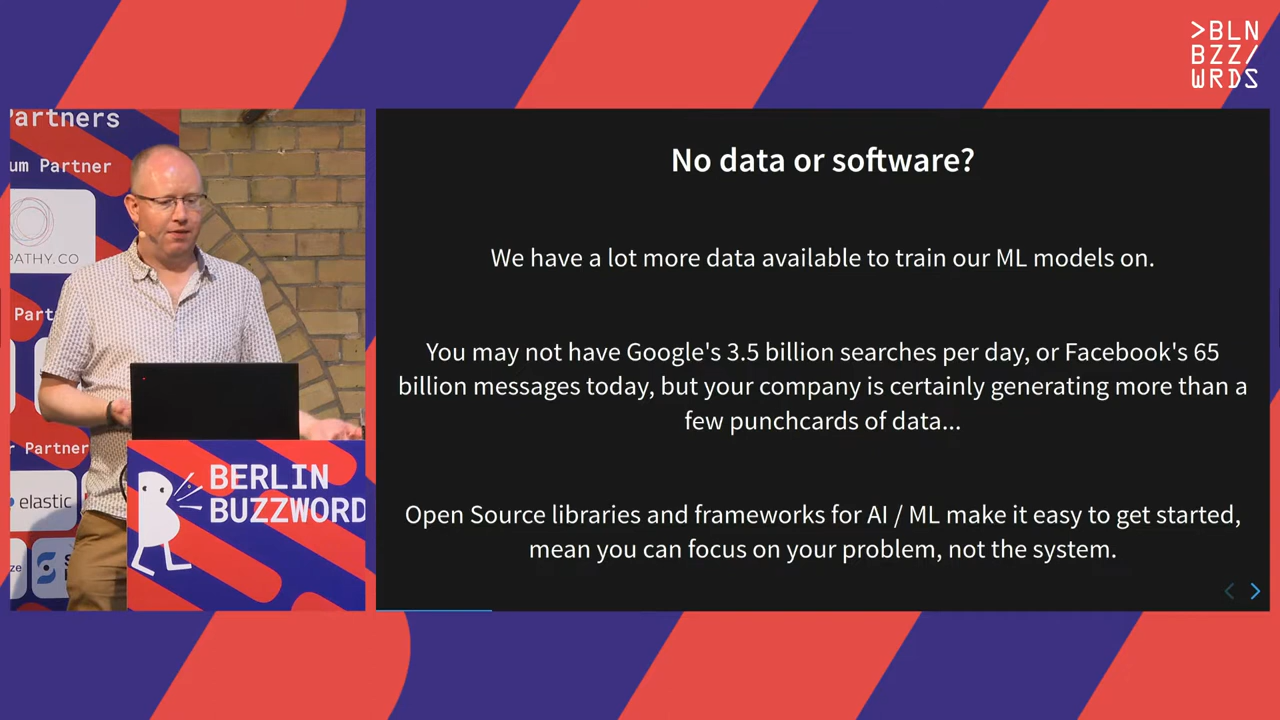 >BLN
BZZ/
WRDS
Partners
um Partner
PATHY.CO
Part
r Partner
elastic
ze
S
BERLIN
BUZZWORD
No data or software?
We have a lot more data available to train our ML models on.
You may not have Google's 3.5 billion searches per day, or Facebook's 65
billion messages today, but your company is certainly generating more than a
few punchcards of data...
Open Source libraries and frameworks for AI / ML make it easy to get started,
mean you can focus on your problem, not the system.